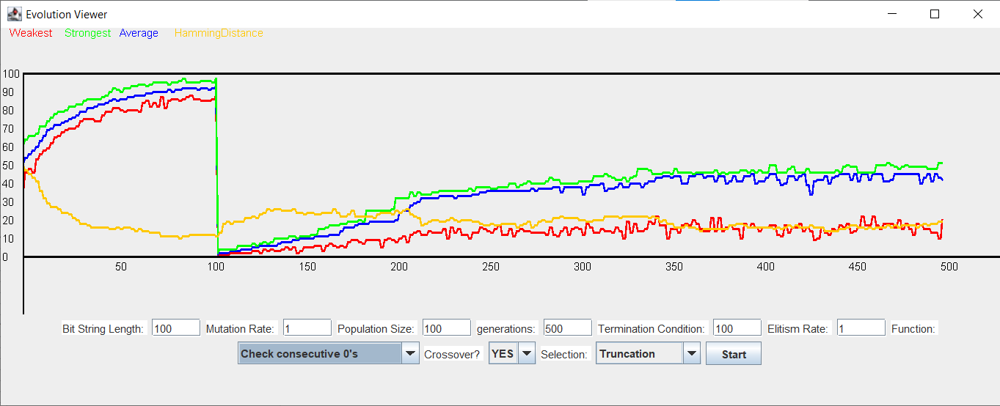 Evolution Viewer
Weakest Strongest Average HammingDistance
100
90
80
70
60
50
40
30
20
10
0
50 100 150 200 250 300 350 400 450 500
Bit String Length: 100 Mutation Rate: 1 Population Size: 100 generations: 500 Termination Condition: 100 Elitism Rate: 1 Function:
Check consecutive 0's Crossover? YES Selection: Truncation Start